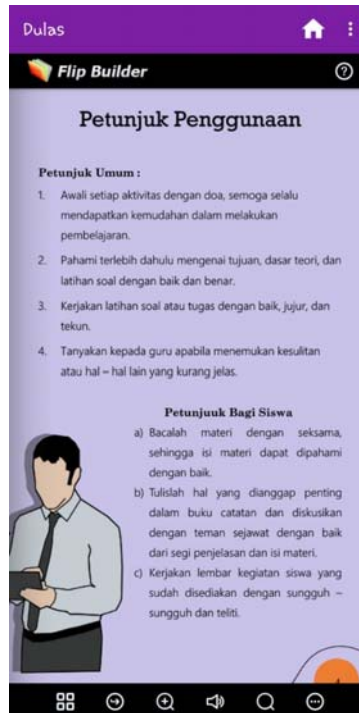 Dulas
Flip Builder
Petunjuk Penggunaan
Petunjuk Umum :
1. Awali setiap aktivitas dengan doa, semoga selalu
mendapatkan kemudahan dalam melakukan
pembelajaran.
2. Pahami terlebih dahulu mengenai tujuan, dasar teori, dan
latihan soal dengan baik dan benar.
3. Kerjakan latihan soal atau tugas dengan baik, jujur, dan
tekun.
4. Tanyakan kepada guru apabila menemukan kesulitan
atau hal – hal lain yang kurang jelas.
Petunjuuk Bagi Siswa
a) Bacalah materi dengan seksama,
sehingga isi materi dapat dipahami
dengan baik.
b) Tulislah hal yang dianggap penting
dalam buku catatan dan diskusikan
dengan teman sejawat dengan baik
dari segi penjelasan dan isi materi.
c) Kerjakan lembar kegiatan siswa yang
sudah disediakan dengan sungguh –
sungguh dan teliti.